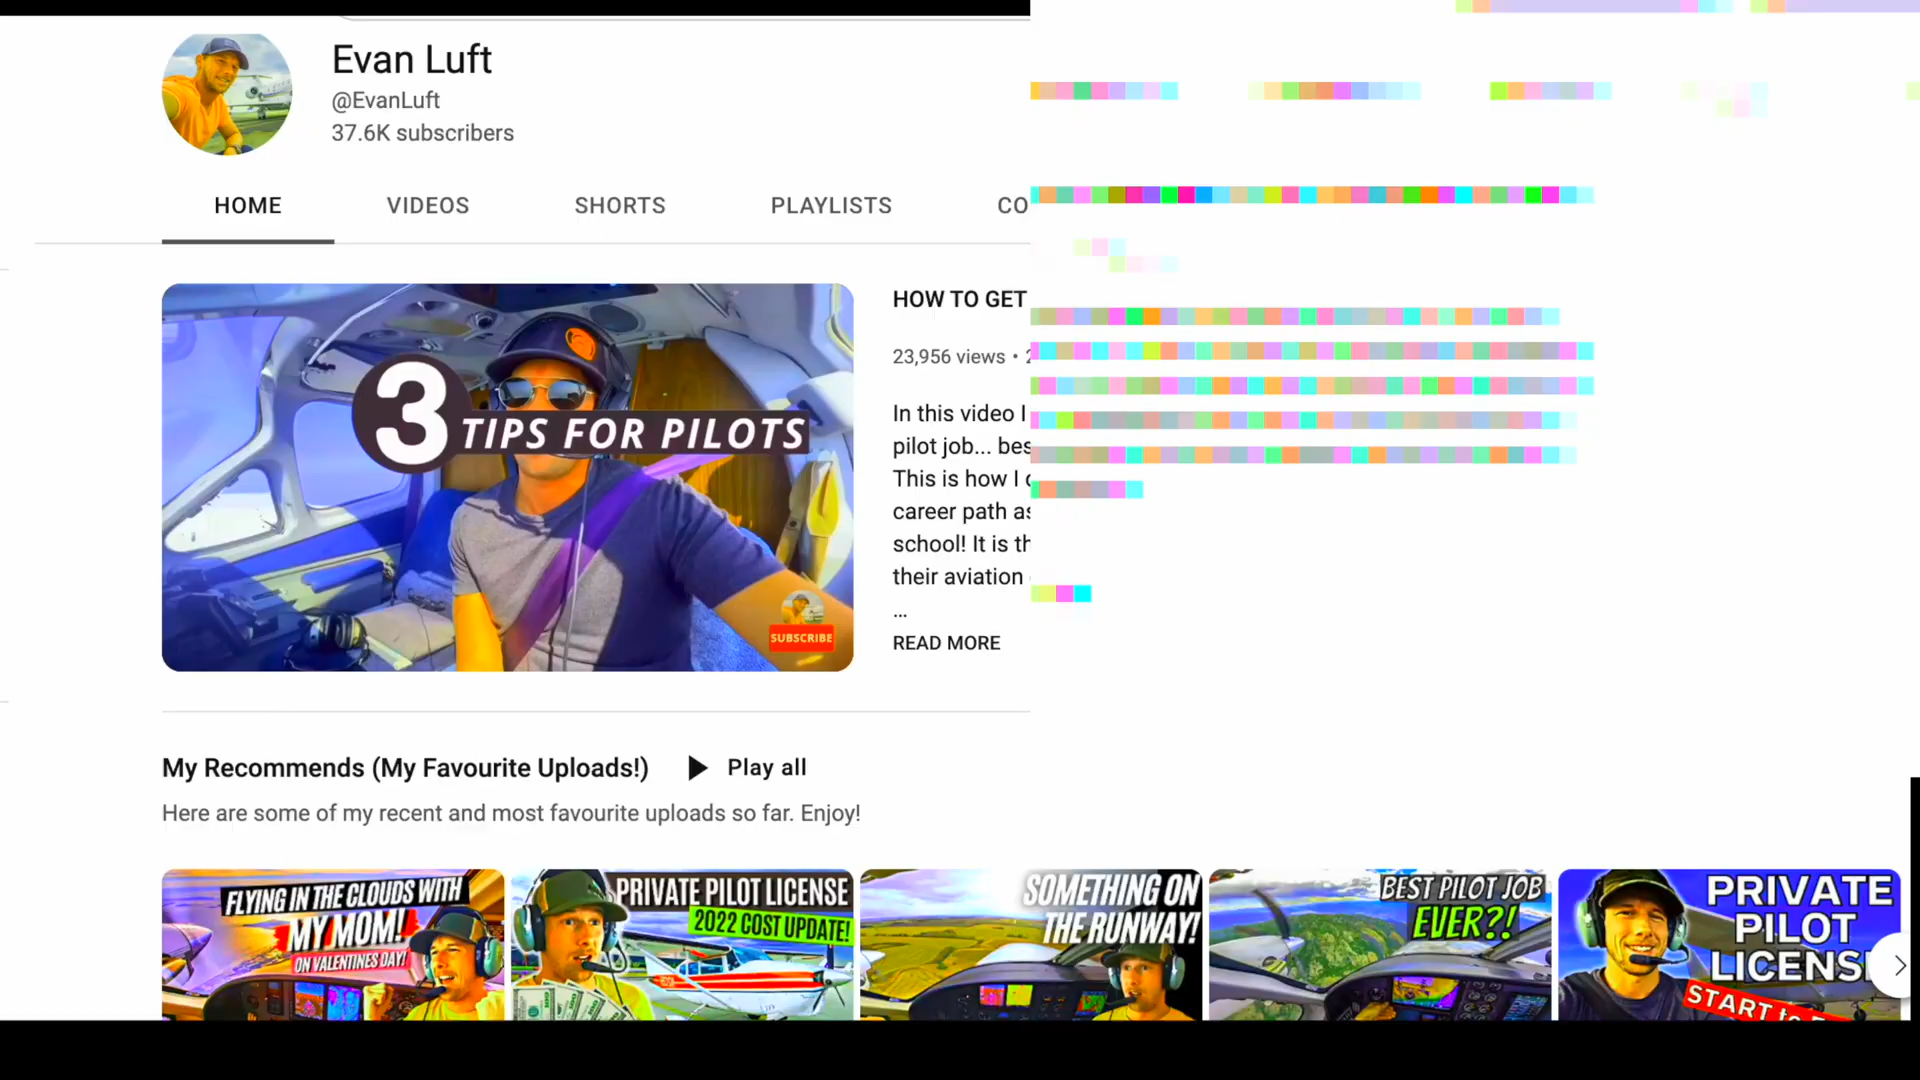 Evan Luft
@EvanLuft
37.6K subscribers
HOME VIDEOS SHORTS PLAYLISTS CO
3 TIPS FOR PILOTS
SUBSCRIBE
HOW TO GET
23,956 views •
In this video I
pilot job... bes
This is how I
career path as
school! It is th
their aviation
...
READ MORE
My Recommends (My Favourite Uploads!) Play all
Here are some of my recent and most favourite uploads so far. Enjoy!
FLYING IN THE CLOUDS WITH
MY MOM!
ON VALENTINES DAY!
PRIVATE PILOT LICENSE
2022 COST UPDATE!
SOMETHING ON
THE RUNWAY!
BEST PILOT JOB
EVER?!
PRIVATE
PILOT
LICENS
START to